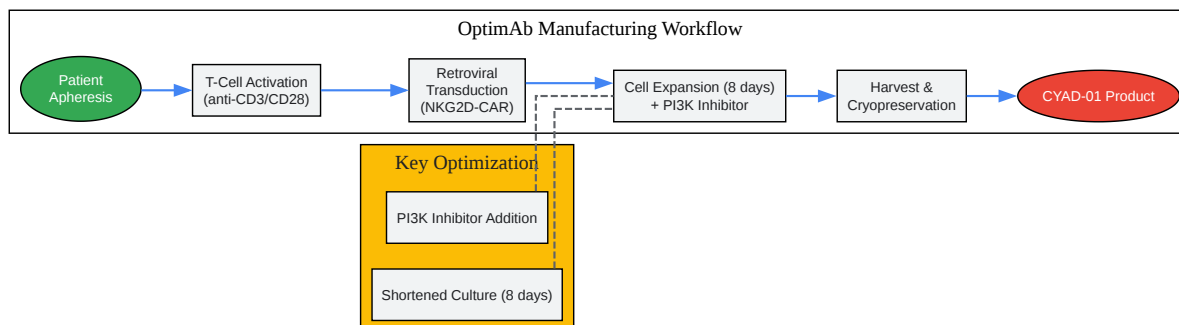 OptimAb Manufacturing Workflow
Patient
Apheresis
T-Cell Activation
(anti-CD3/CD28)
Retroviral
Transduction
(NKG2D-CAR)
Cell Expansion (8 days)
+ PI3K Inhibitor
Harvest &
Cryopreservation
CYAD-01 Product
Key Optimization
PI3K Inhibitor Addition
Shortened Culture (8 days)